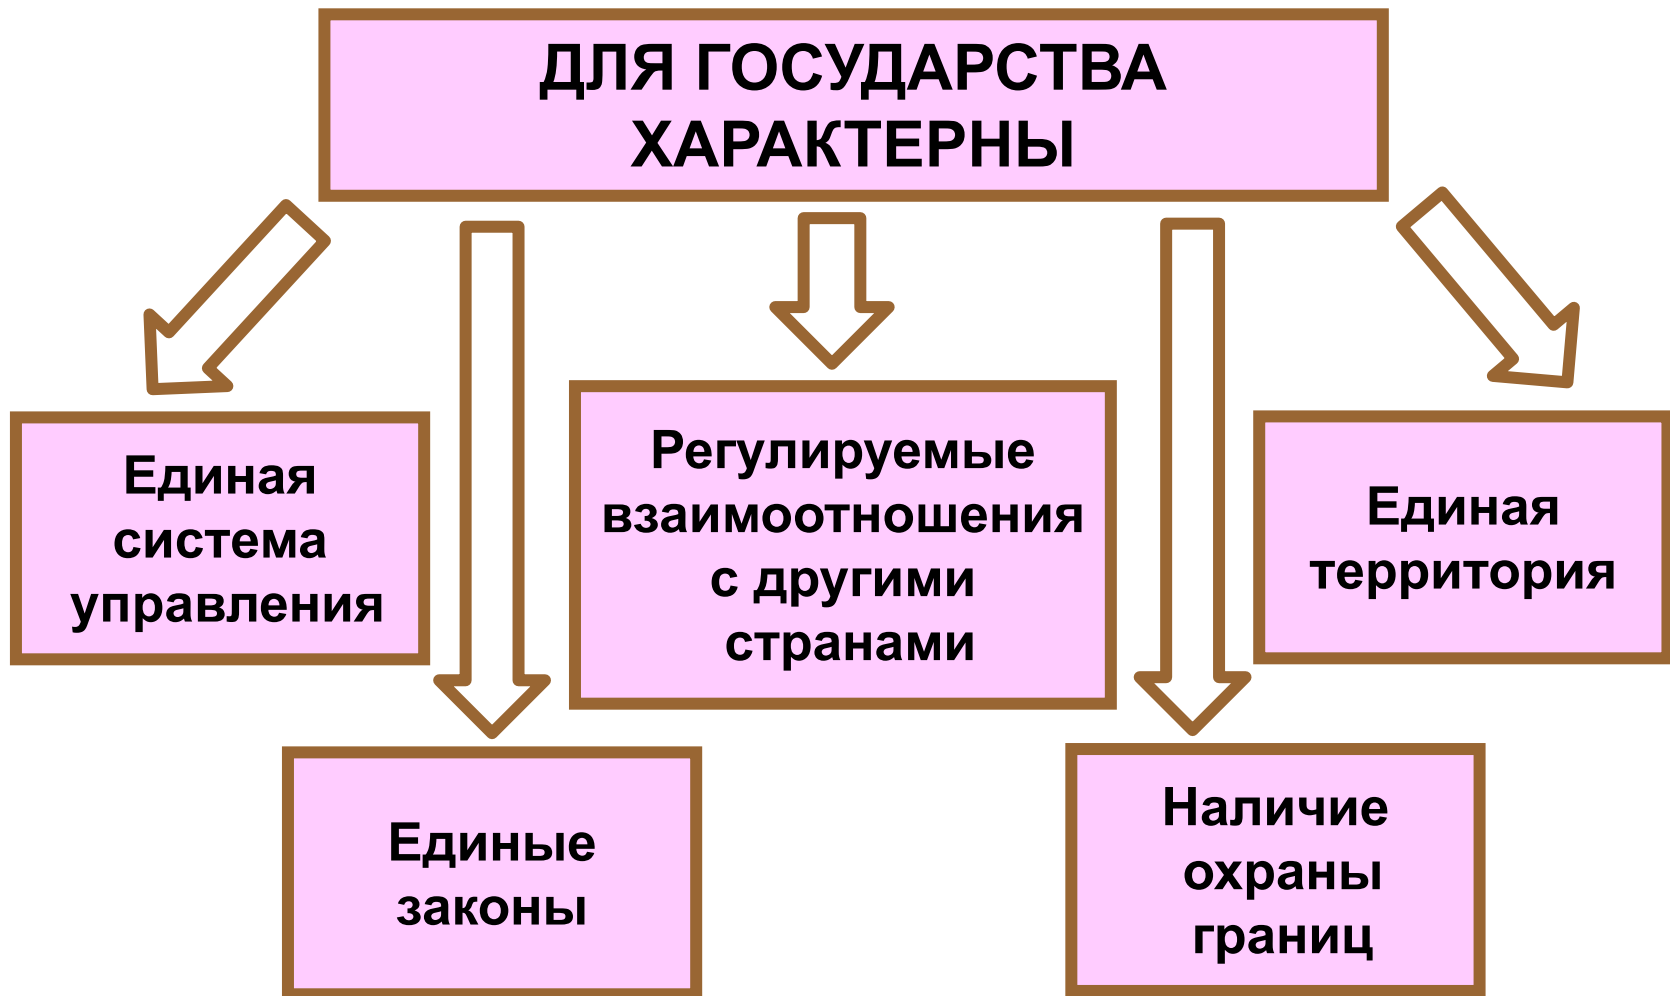 ДЛЯ ГОСУДАРСТВА
ХАРАКТЕРНЫ
Единая
система
управления
Единые
законы
Регулируемые
взаимоотношения
с другими
странами
Наличие
охраны
границ
Единая
территория